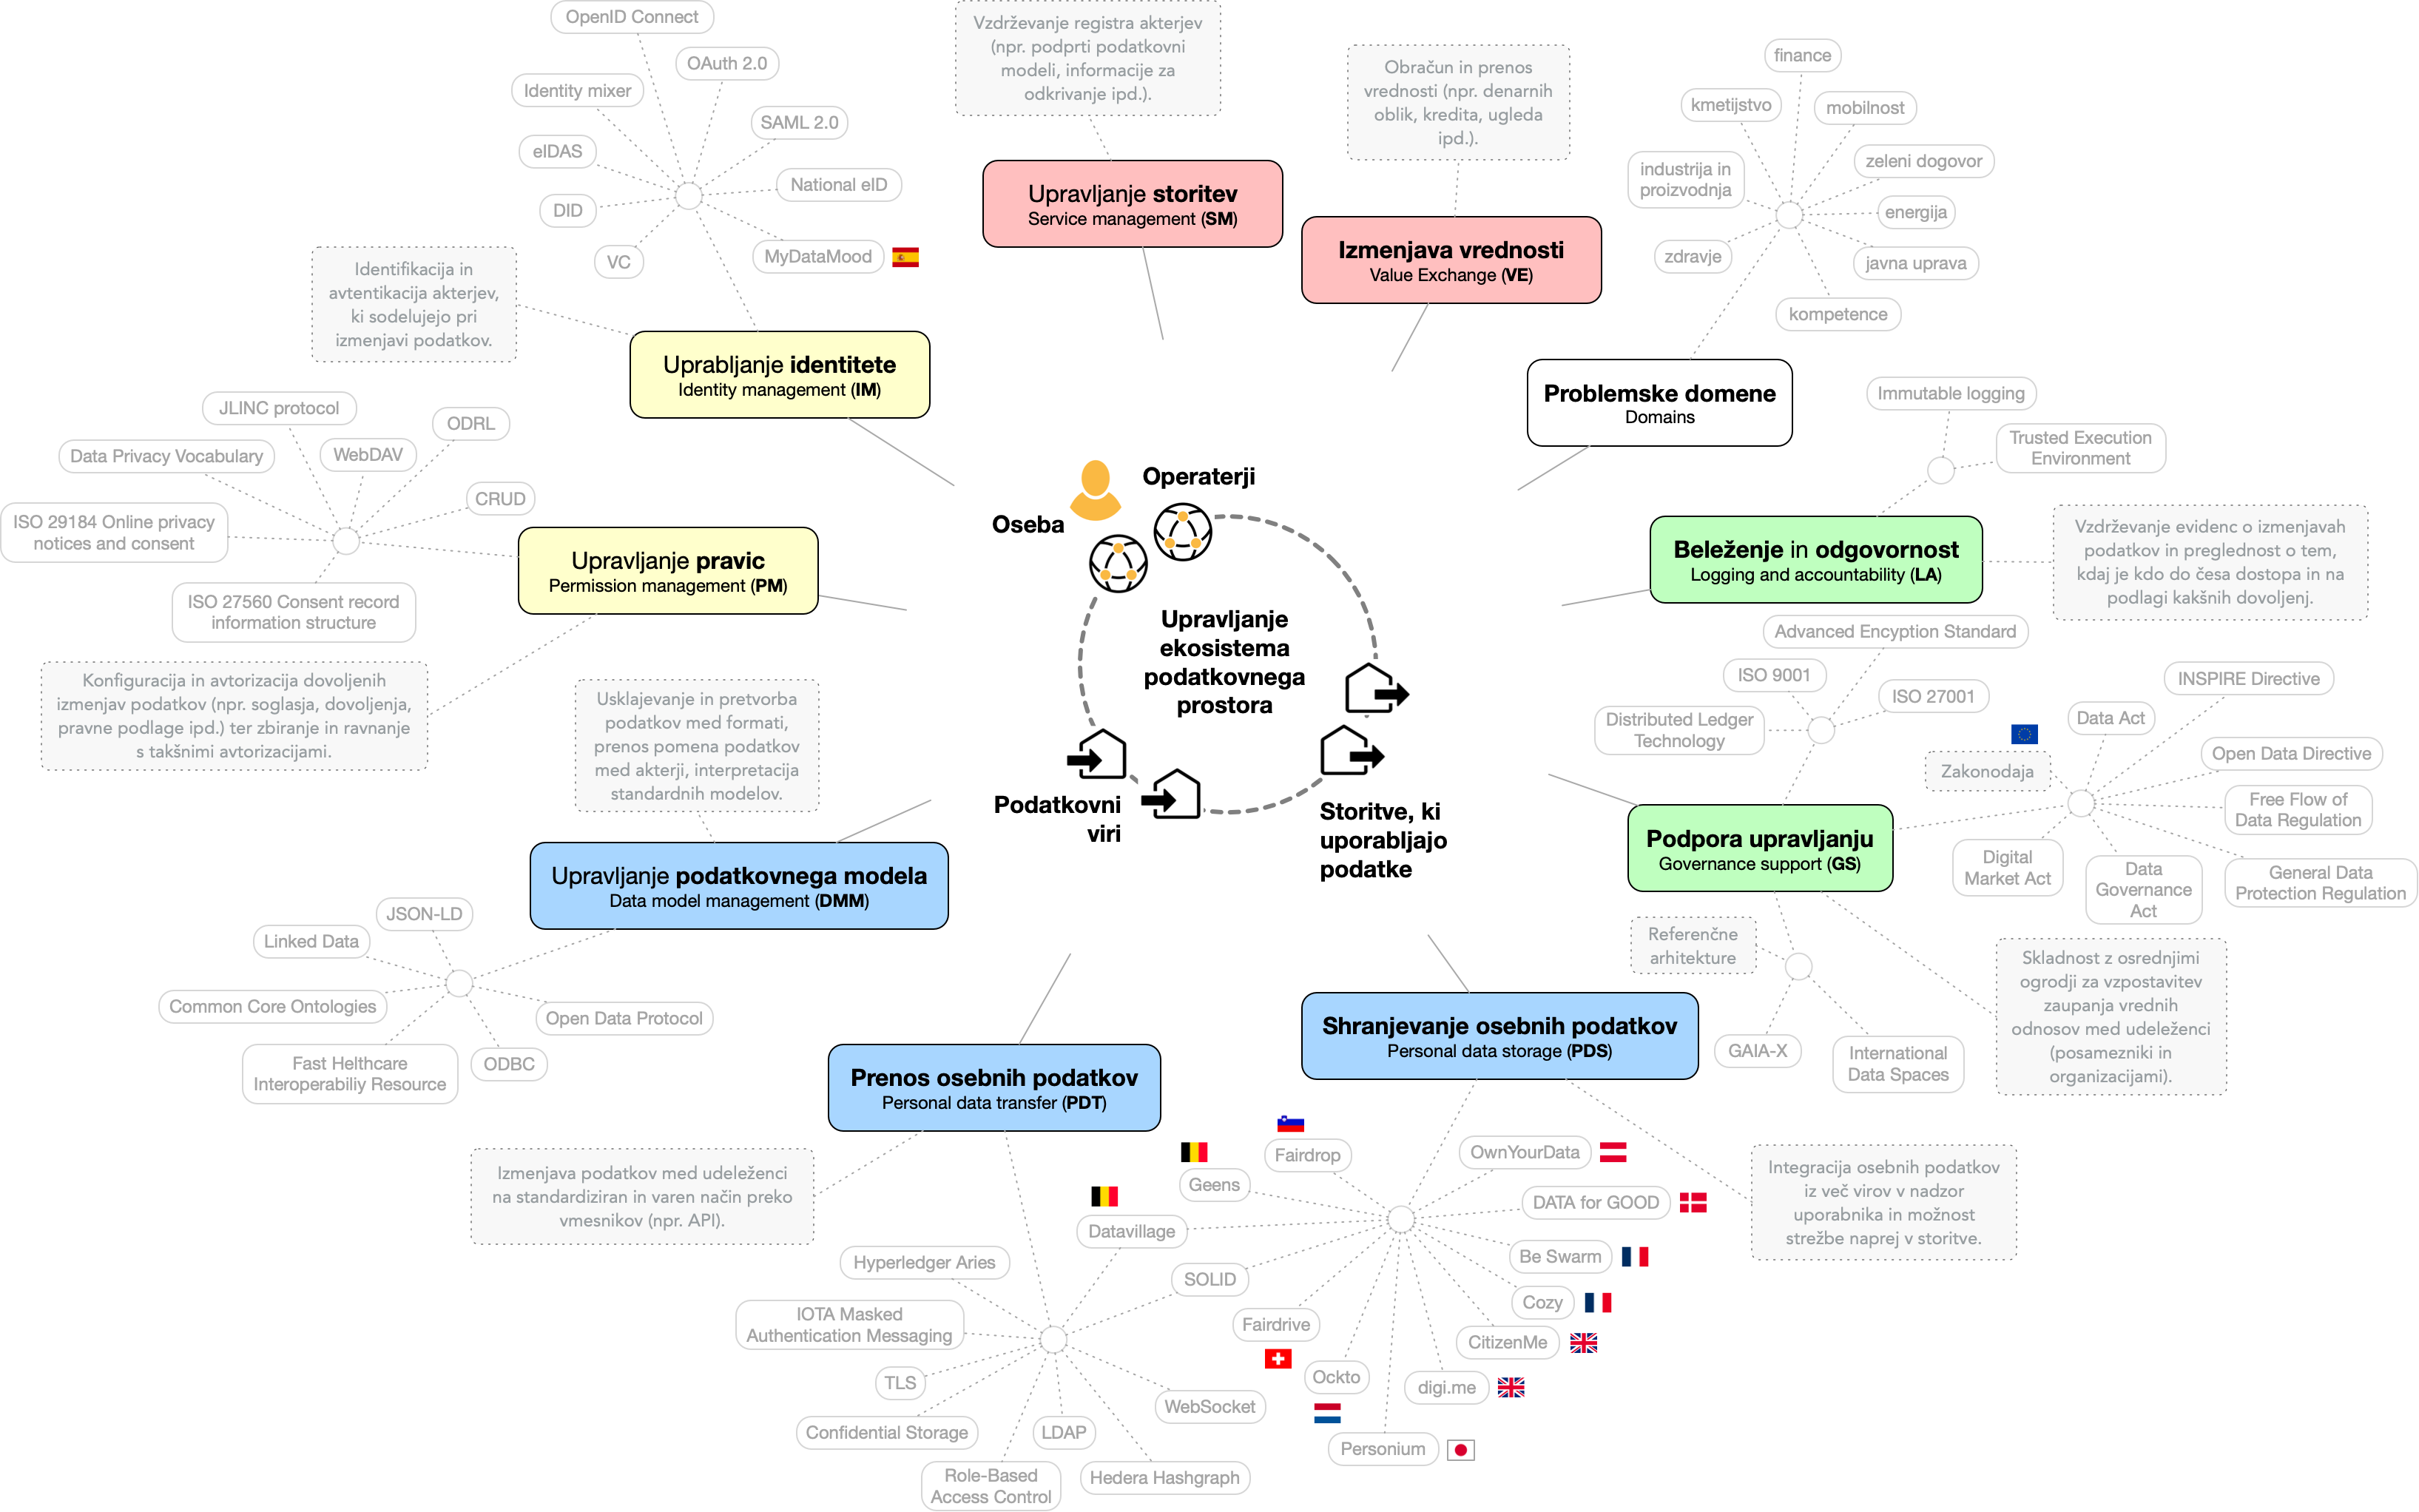 OpenID Connect
OAuth 2.0
Identity mixer
SAML 2.0
eIDAS
National eID
DID
VC
MyDataMood
Identifikacija in
avtentikacija akterjev,
ki sodelujejo pri
izmenjavi podatkov.
Uprabljanje identitete
Identity management (IM)
Vzdrževanje registra akterjev
(npr. podprti podatkovni
modeli, informacije za
odkrivanje ipd.).
Upravljanje storitev
Service management (SM)
Obračun in prenos
vrednosti (npr. denarnih
oblik, kredita, ugleda
ipd.).
Izmenjava vrednosti
Value Exchange (VE)
finance
kmetijstvo
mobilnost
industrija in
proizvodnja
zeleni dogovor
energija
zdravje
javna uprava
kompetence
Problemske domene
Domains
JLINC protocol
ODRL
Data Privacy Vocabulary
WebDAV
CRUD
ISO 29184 Online privacy
notices and consent
ISO 27560 Consent record
information structure
Upravljanje pravic
Permission management (PM)
Konfiguracija in avtorizacija dovoljenih
izmenjav podatkov (npr. soglasja, dovoljenja,
pravne podlage ipd.) ter zbiranje in ravnanje
s takšnimi avtorizacijami.
Operaterji
Oseba
Upravljanje
ekosistema
podatkovnega
prostora
Podatkovni
viri
Storitve, ki
uporabljajo
podatke
Immutable logging
Trusted Execution
Environment
Beleženje in odgovornost
Logging and accountability (LA)
Vzdrževanje evidenc o izmenjavah
podatkov in preglednost o tem,
kdaj je kdo do česa dostopa in na
podlagi kakšnih dovoljenj.
Advanced Encyption Standard
ISO 9001
ISO 27001
Distributed Ledger
Technology
INSPIRE Directive
Data Act
Zakonodaja
Open Data Directive
Free Flow of
Data Regulation
Digital
Market Act
Data
Governance
Act
General Data
Protection Regulation
Podpora upravljanju
Governance support (GS)
Referenčne
arhitekture
GAIA-X
International
Data Spaces
Skladnost z osrednjimi
ogrodji za vzpostavitev
zaupanja vrednih
odnosov med udeleženci
(posamezniki in
organizacijami).
Usklajevanje in pretvorba
podatkov med formati,
prenos pomena podatkov
med akterji, interpretacija
standardnih modelov.
Upravljanje podatkovnega modela
Data model management (DMM)
JSON-LD
Linked Data
Common Core Ontologies
Open Data Protocol
Fast Helthcare
Interoperabiliy Resource
ODBC
Prenos osebnih podatkov
Personal data transfer (PDT)
Izmenjava podatkov med udeleženci
na standardiziran in varen način preko
vmesnikov (npr. API).
Shranjevanje osebnih podatkov
Personal data storage (PDS)
Integracija osebnih podatkov
iz več virov v nadzor
uporabnika in možnost
strežbe naprej v storitve.
Fairdrop
OwnYourData
Geens
DATA for GOOD
Datavillage
Be Swarm
SOLID
Cozy
Fairdrive
CitizenMe
Ockto
digi.me
Personium
Hyperledger Aries
IOTA Masked
Authentication Messaging
TLS
Confidential Storage
LDAP
WebSocket
Role-Based
Access Control
Hedera Hashgraph